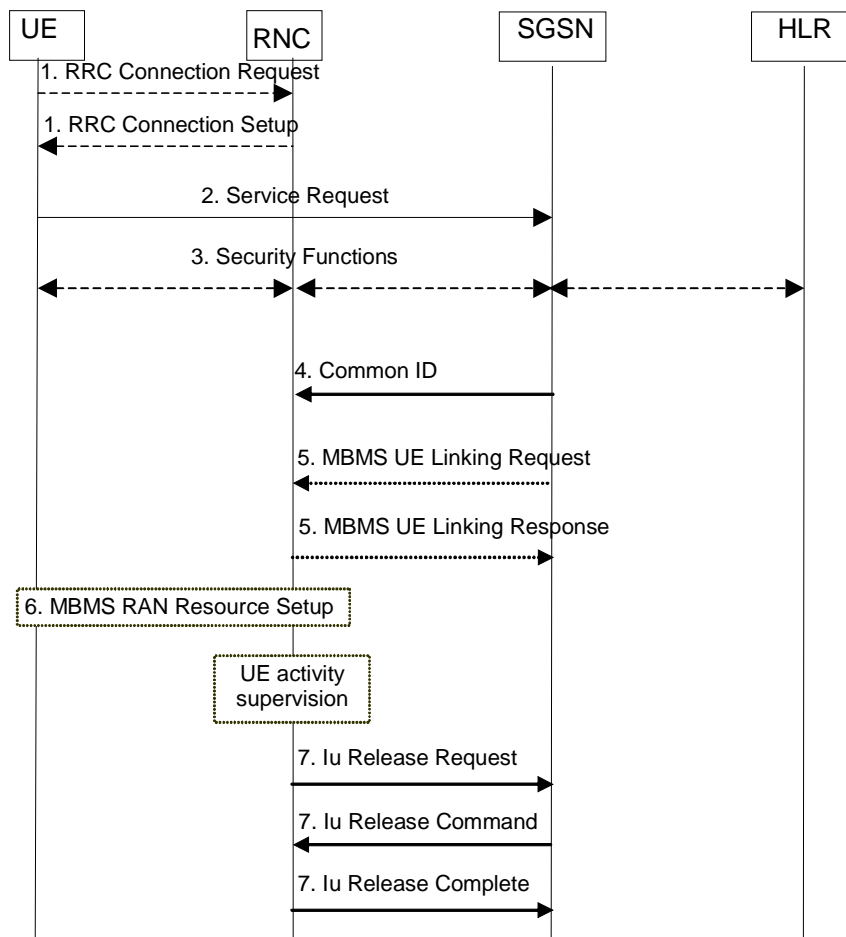 UE
RNC
SGSN
HLR
1. RRC Connection Request
1. RRC Connection Setup
2. Service Request
3. Security Functions
4. Common ID
5. MBMS UE Linking Request
5. MBMS UE Linking Response
6. MBMS RAN Resource Setup
UE activity
supervision
7. Iu Release Request
7. Iu Release Command
7. Iu Release Complete